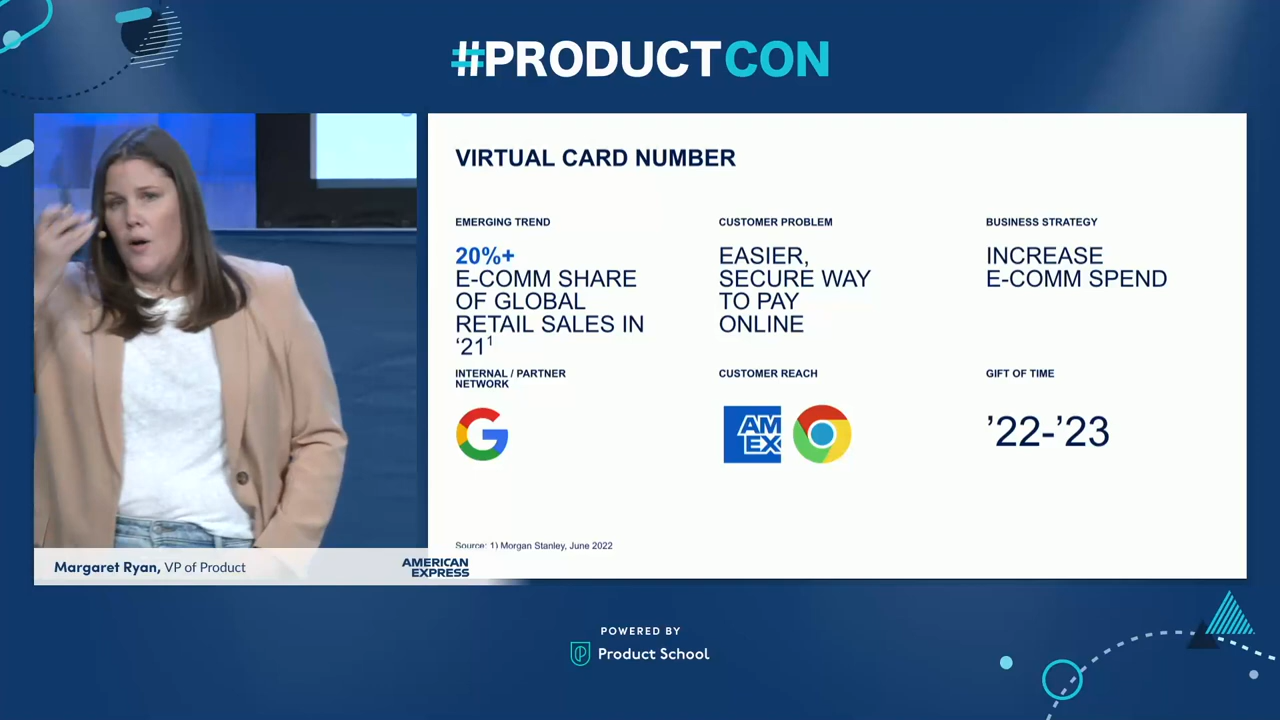 #PRODUCTCON
VIRTUAL CARD NUMBER
EMERGING TREND
20%+
E-COMM SHARE
OF GLOBAL
RETAIL SALES IN
‘21¹
CUSTOMER PROBLEM
EASIER,
SECURE WAY
TO PAY
ONLINE
BUSINESS STRATEGY
INCREASE
E-COMM SPEND
INTERNAL / PARTNER
NETWORK
G
CUSTOMER REACH
AM
EX
GIFT OF TIME
’22-’23
Source: 1) Morgan Stanley, June 2022
Margaret Ryan, VP of Product
AMERICAN
EXPRESS
POWERED BY
Product School